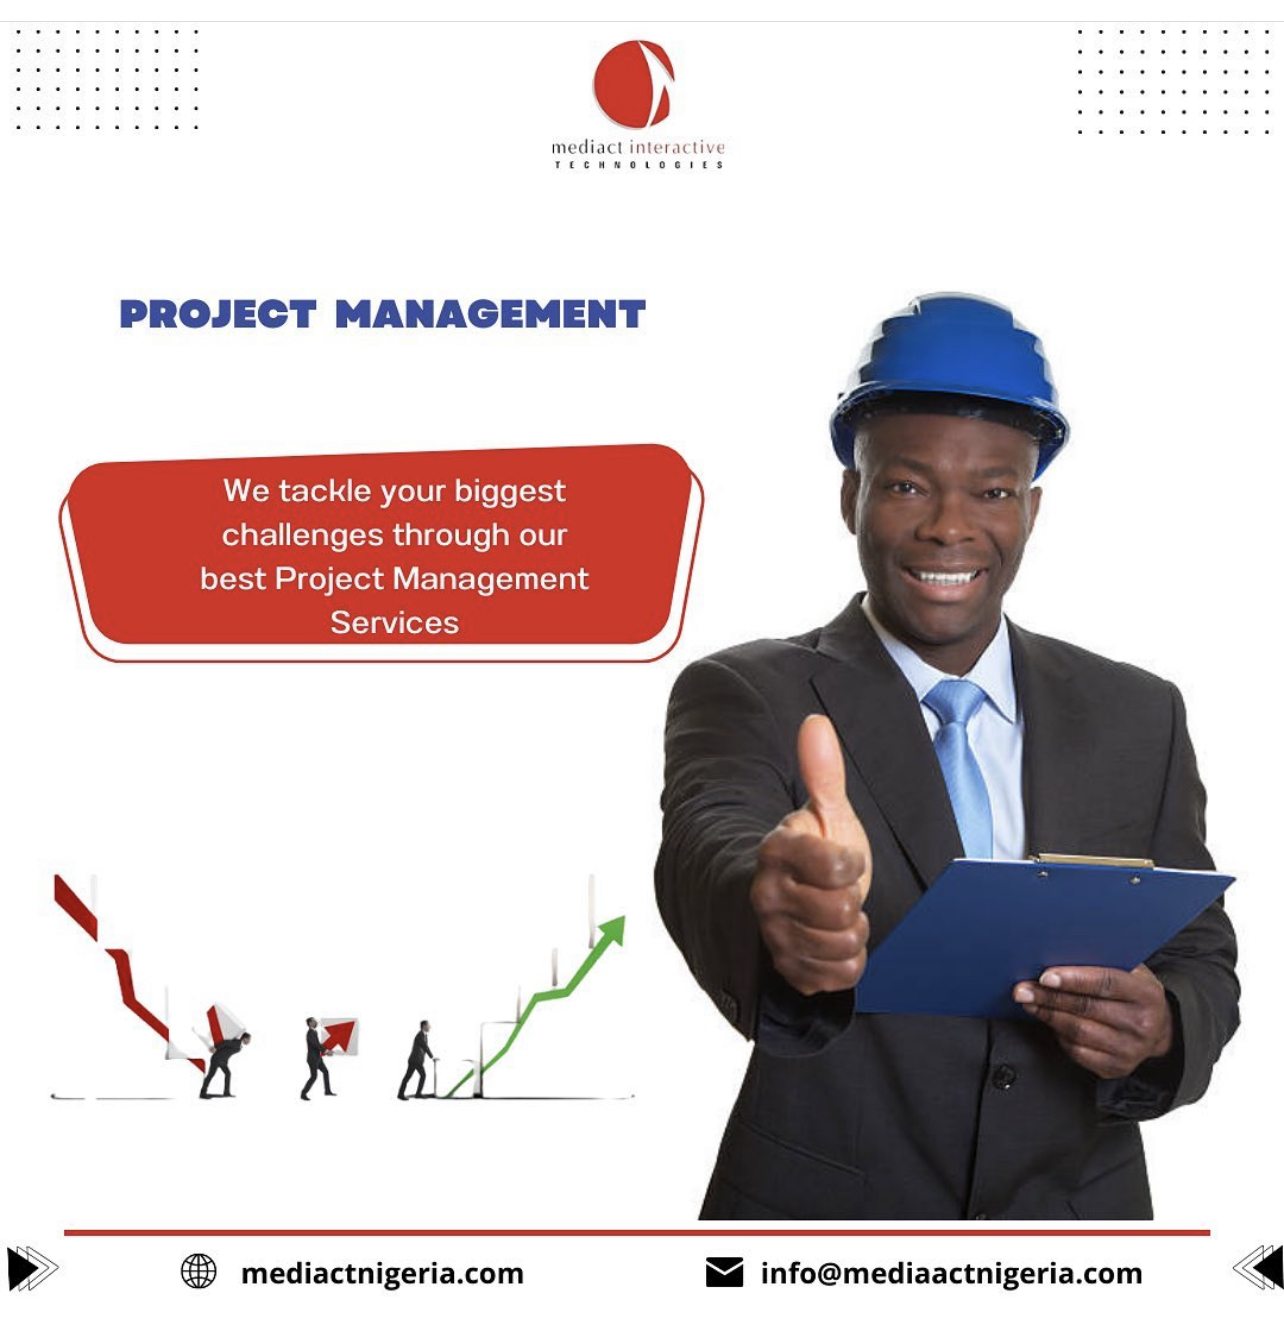 mediact interactive
TECHNOLOGIES
PROJECT MANAGEMENT
We tackle your biggest
challenges through our
best Project Management
Services
mediactnigeria.com
info@mediaactnigeria.com